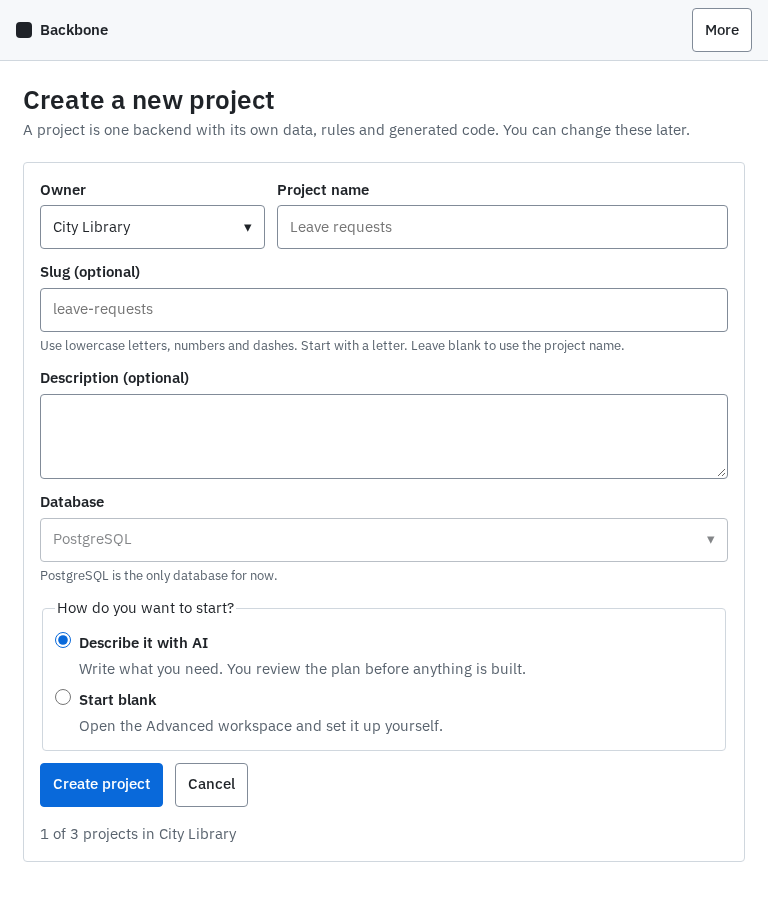 Backbone
More
Create a new project
A project is one backend with its own data, rules and generated code. You can change these later.
Owner
Project name
City Library
Leave requests
Slug (optional)
leave-requests
Use lowercase letters, numbers and dashes. Start with a letter. Leave blank to use the project name.
Description (optional)
Database
PostgreSQL
PostgreSQL is the only database for now.
How do you want to start?
Describe it with AI
Write what you need. You review the plan before anything is built.
Start blank
Open the Advanced workspace and set it up yourself.
Create project
Cancel
1 of 3 projects in City Library